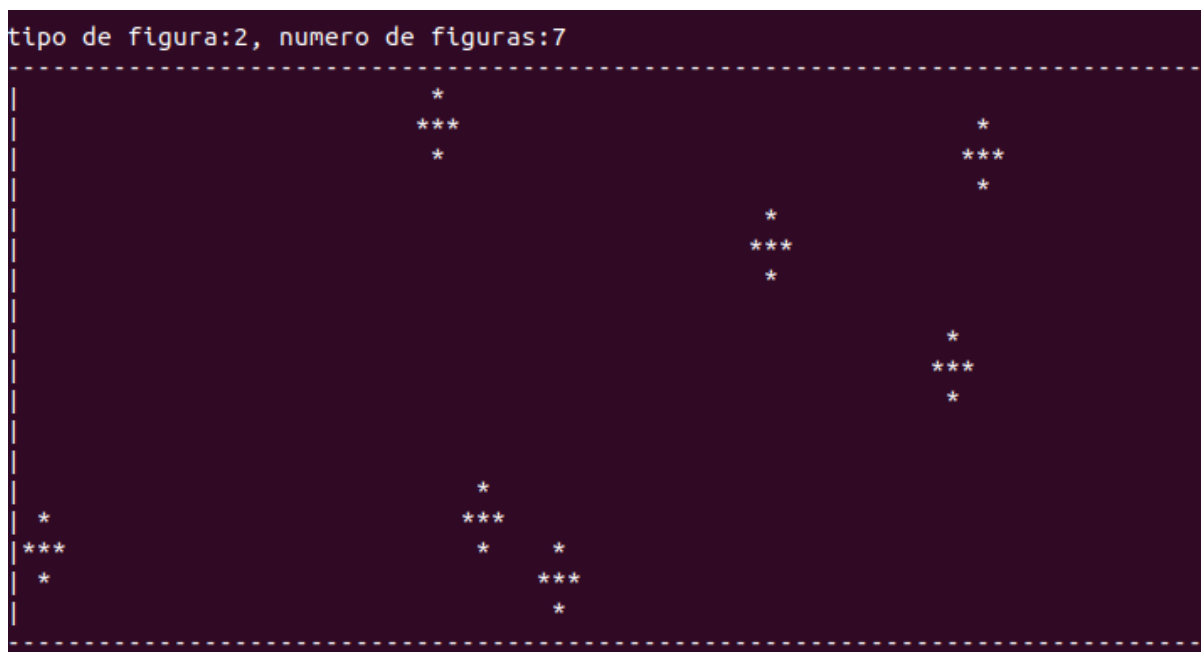 tipo de figura:2, numero de figuras:7
-------------------------------------------------------------------------------
|                           *
|                          ***                                  *
|                           *                                  ***
|                                                               *
|                                                 *
|                                                ***
|                                                 *
|
|                                                             *
|                                                            ***
|                                                             *
|
|
|                              *
| *                           ***
|***                           *    *
| *                                ***
|                                   *
-------------------------------------------------------------------------------